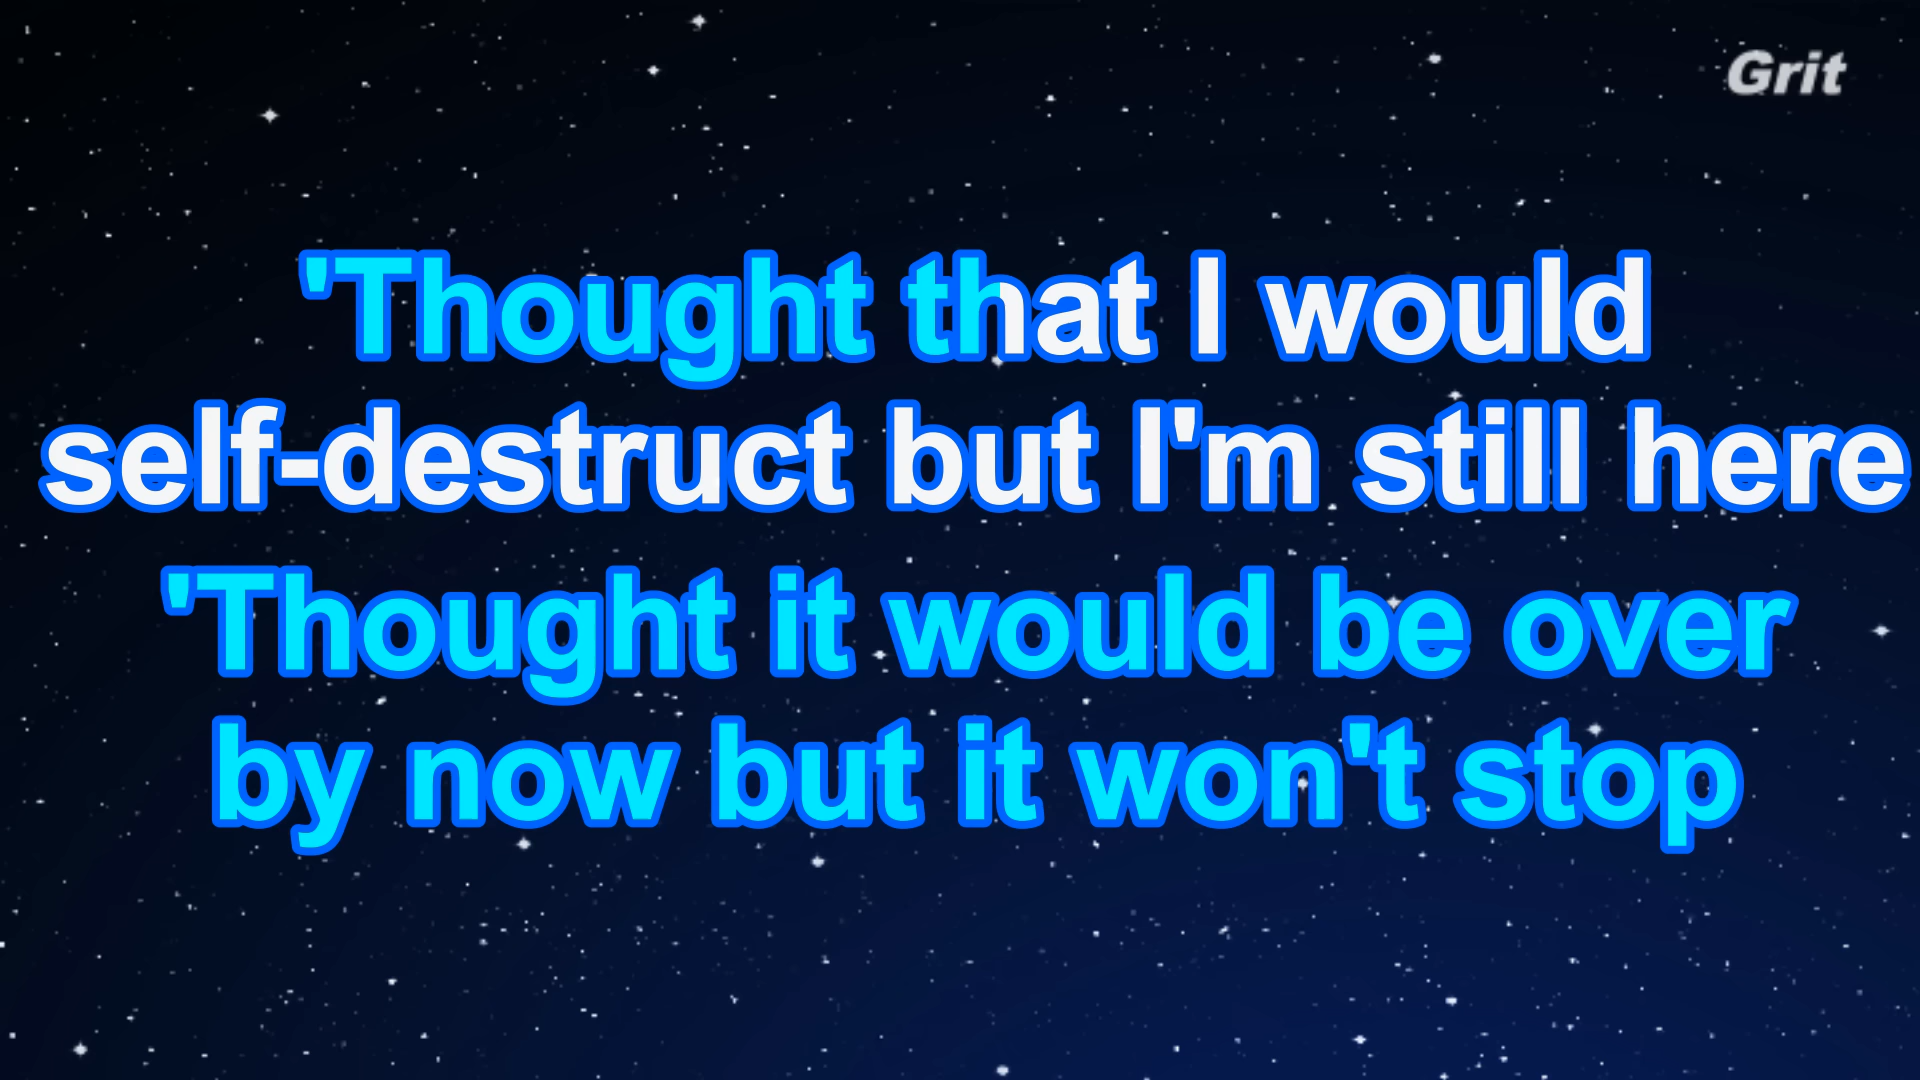 Grit
'Thought that I would
self-destruct but I'm still here
'Thought it would be over
by now but it won't stop